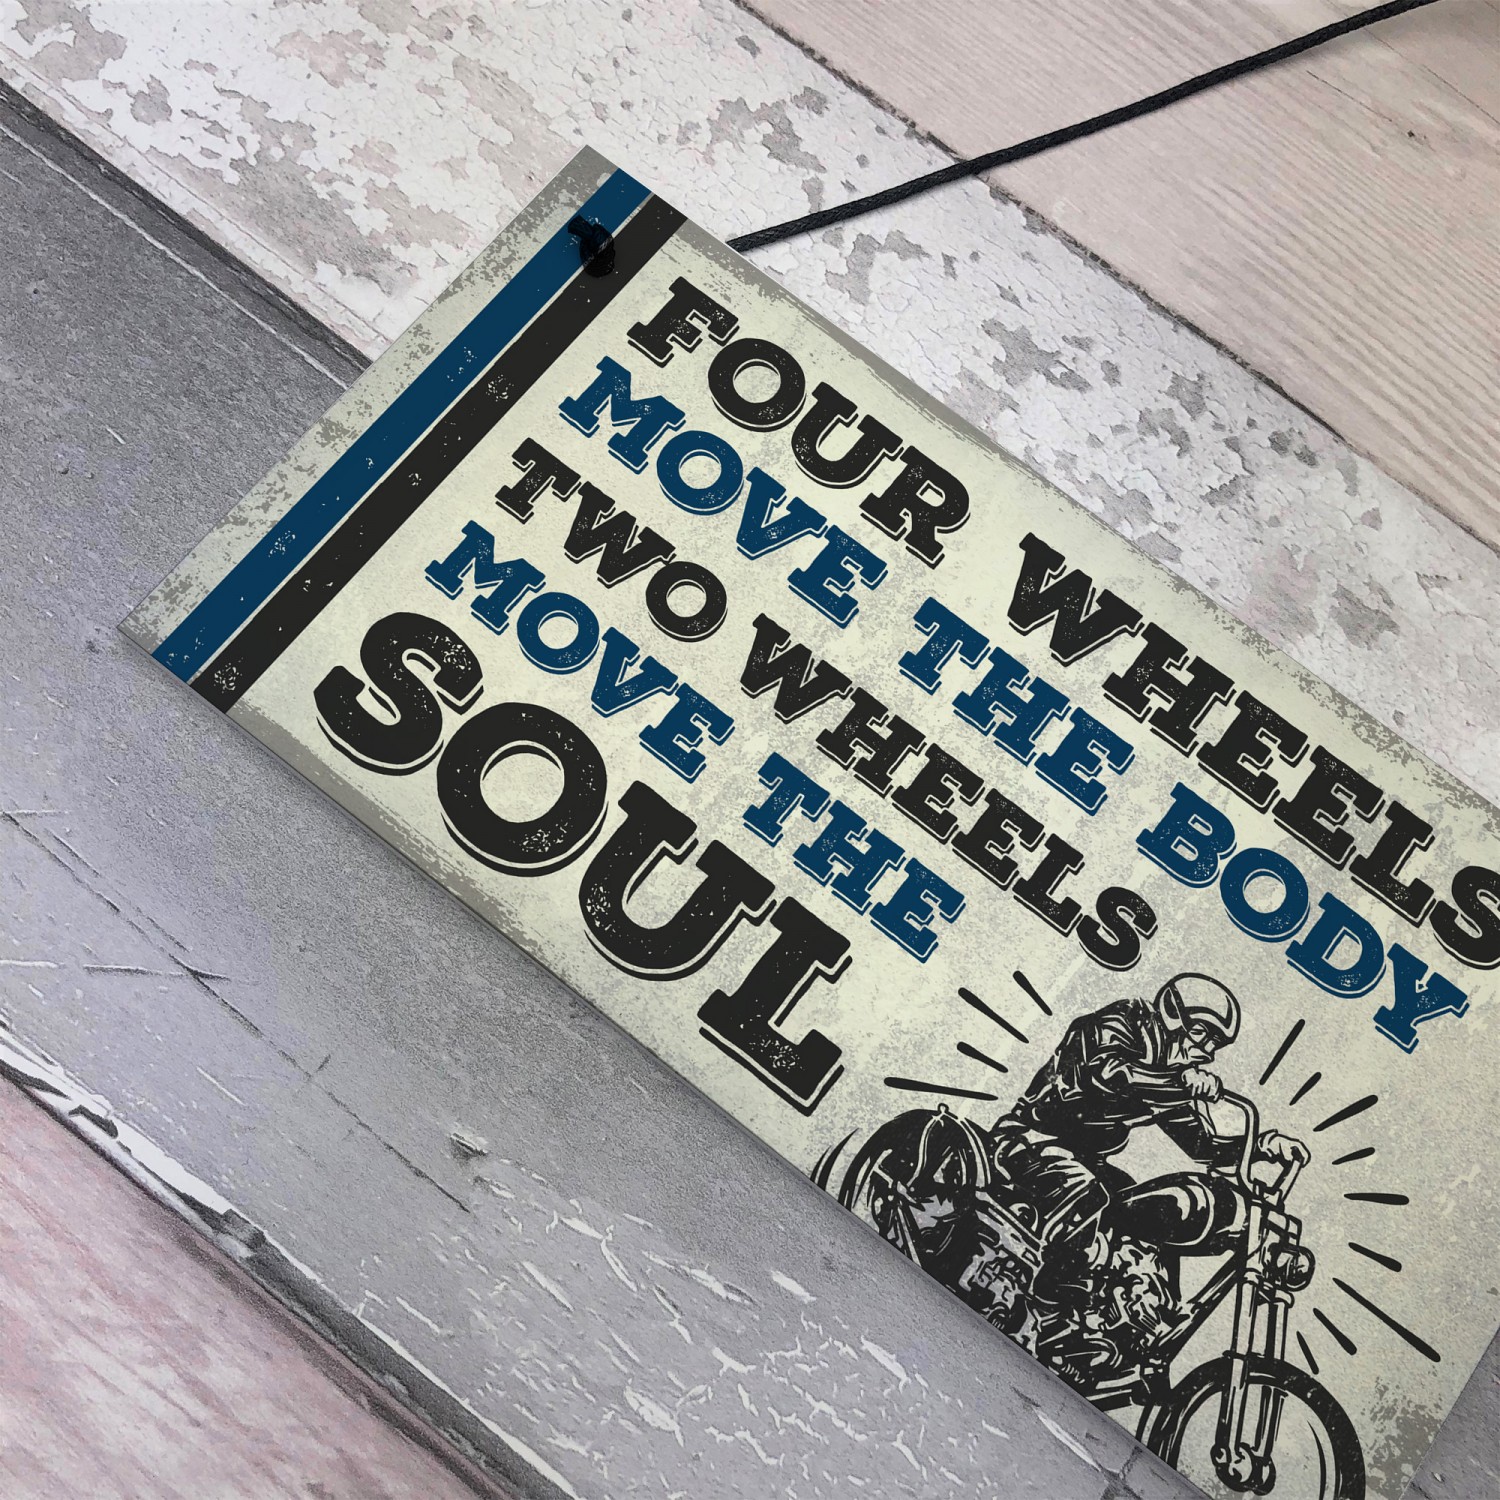 FOUR WHEELS
MOVE THE BODY
TWO WHEELS
MOVE THE
SOUL